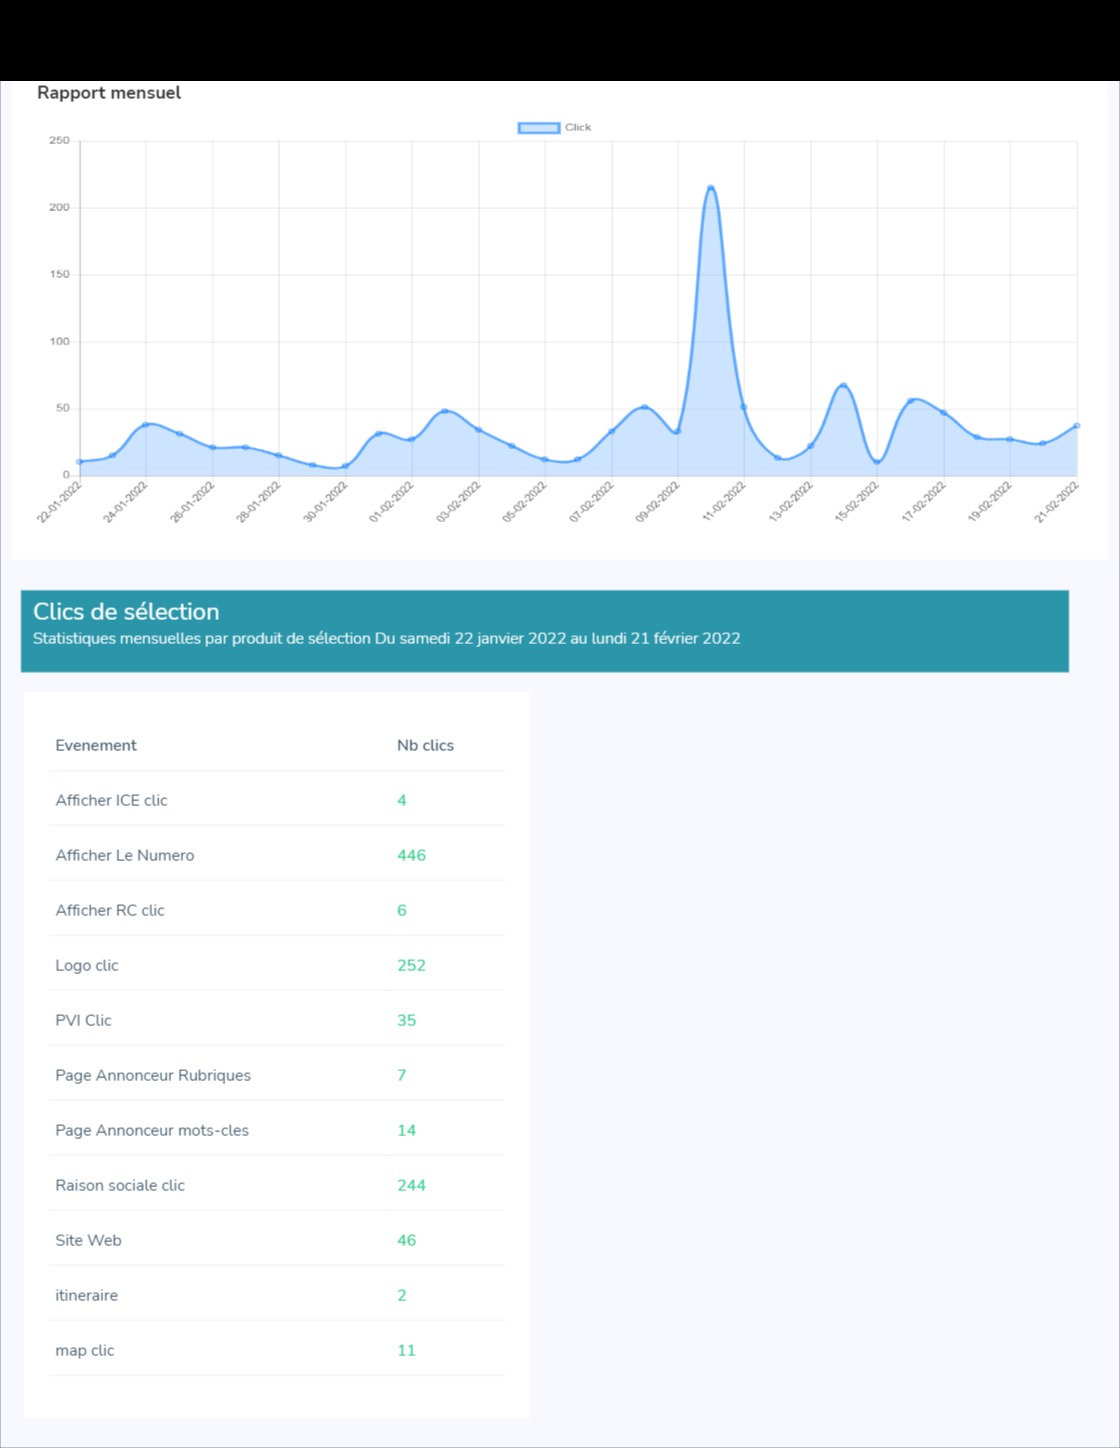 Rapport mensuel
Click
250
200
150
100
50
0
22-01-2022 24-01-2022 26-01-2022 28-01-2022 30-01-2022 01-02-2022 03-02-2022 05-02-2022 07-02-2022 09-02-2022 11-02-2022 13-02-2022 15-02-2022 17-02-2022 19-02-2022 21-02-2022
Clics de sélection
Statistiques mensuelles par produit de sélection Du samedi 22 janvier 2022 au lundi 21 février 2022
Evenement Nb clics
Afficher ICE clic 4
Afficher Le Numero 446
Afficher RC clic 6
Logo clic 252
PVI Clic 35
Page Annonceur Rubriques 7
Page Annonceur mots-cles 14
Raison sociale clic 244
Site Web 46
itineraire 2
map clic 11